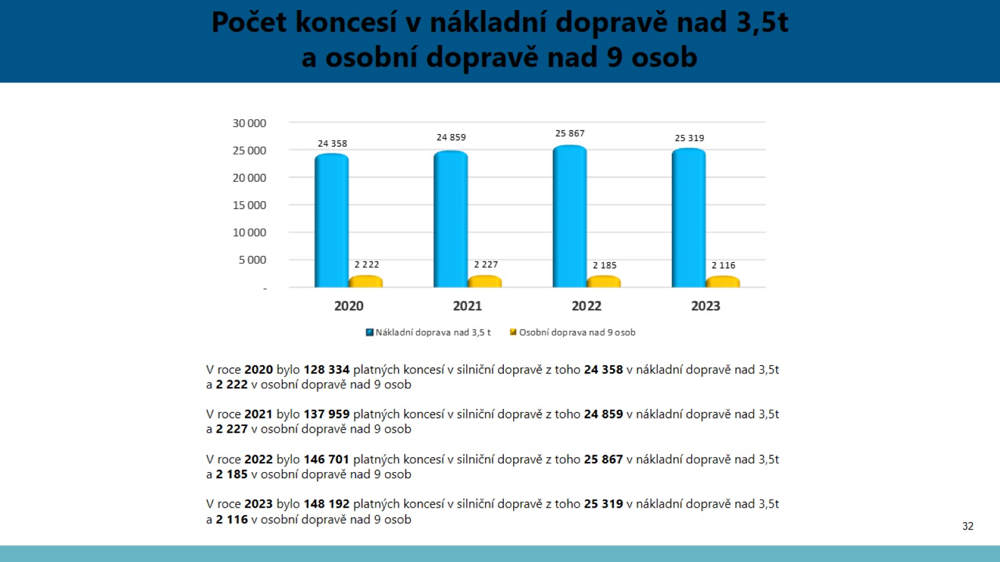 Počet koncesí v nákladní dopravě nad 3,5t
a osobní dopravě nad 9 osob
30 000
25 000
20 000
15 000
10 000
5 000
-
24 358
24 859
25 867
25 319
2 222
2 227
2 185
2 116
2020
2021
2022
2023
Nákladní doprava nad 3,5 t
Osobní doprava nad 9 osob
V roce 2020 bylo 128 334 platných koncesí v silniční dopravě z toho 24 358 v nákladní dopravě nad 3,5t
a 2 222 v osobní dopravě nad 9 osob
V roce 2021 bylo 137 959 platných koncesí v silniční dopravě z toho 24 859 v nákladní dopravě nad 3,5t
a 2 227 v osobní dopravě nad 9 osob
V roce 2022 bylo 146 701 platných koncesí v silniční dopravě z toho 25 867 v nákladní dopravě nad 3,5t
a 2 185 v osobní dopravě nad 9 osob
V roce 2023 bylo 148 192 platných koncesí v silniční dopravě z toho 25 319 v nákladní dopravě nad 3,5t
a 2 116 v osobní dopravě nad 9 osob
32